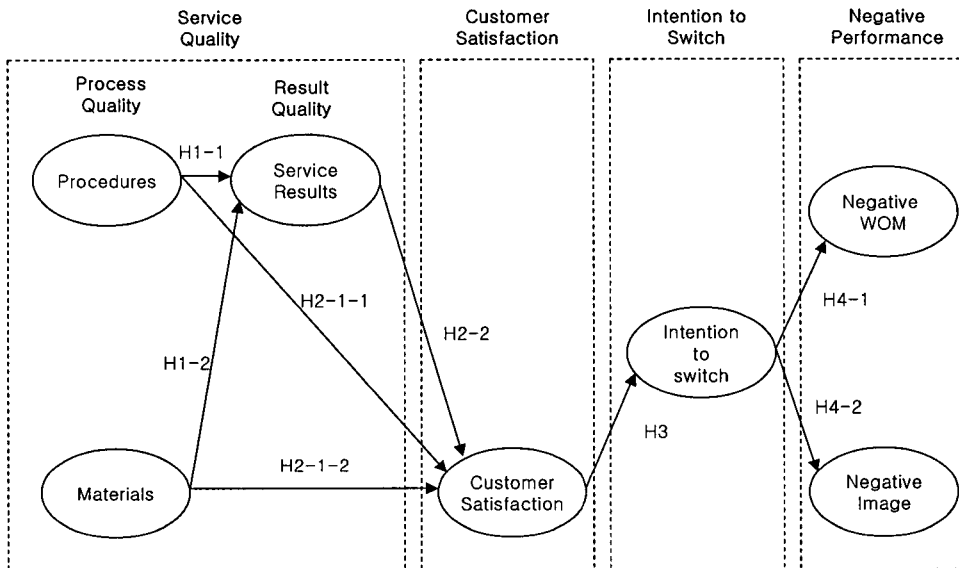 Service
Quality
Customer
Satisfaction
Intention to
Switch
Negative
Performance
Process
Quality
Result
Quality
H1-1
Procedures
Service
Results
Negative
WOM
H2-1-1
H4-1
H2-2
Intention
to
switch
H1-2
H4-2
H3
H2-1-2
Materials
Customer
Satisfaction
Negative
Image